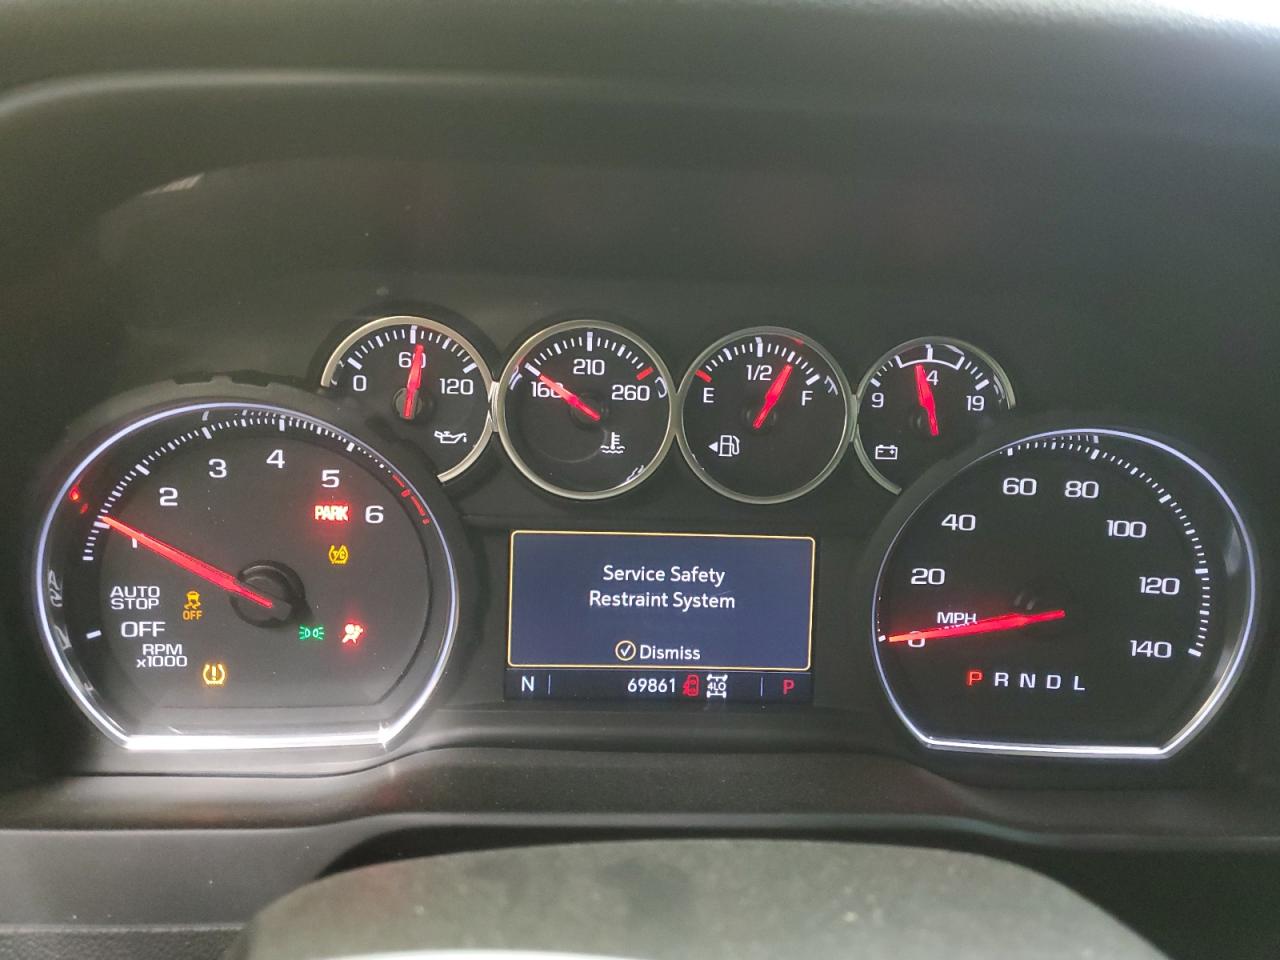 0
60
120
160
210
260
E
1/2
F
9
14
19
1
2
3
4
5
6
PARK
AUTO
STOP
OFF
OFF
RPM
x1000
Service Safety
Restraint System
Dismiss
N
69861
4LO
P
0
20
40
60
80
100
120
140
MPH
P R N D L